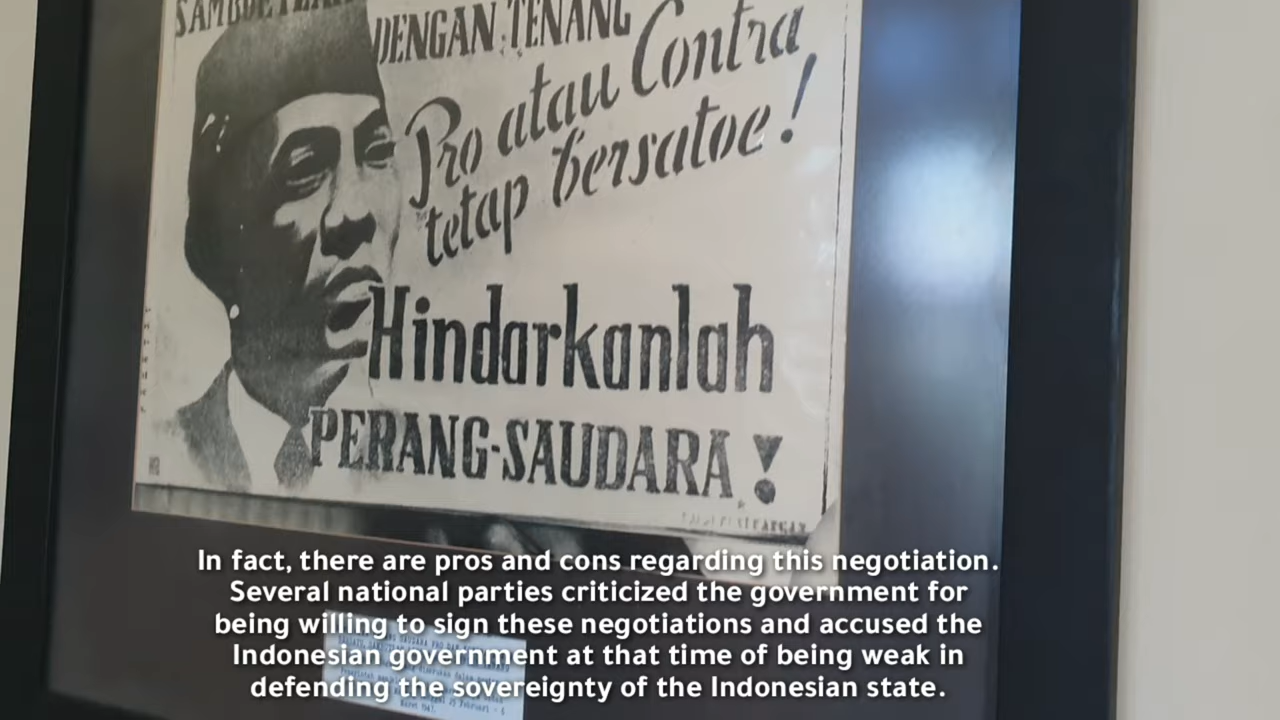 DENGAN TENANG
Pro atau Contra
tetap bersatoe!
Hindarkanlah
PERANG-SAUDARA!
In fact, there are pros and cons regarding this negotiation.
Several national parties criticized the government for
being willing to sign these negotiations and accused the
Indonesian government at that time of being weak in
defending the sovereignty of the Indonesian state.